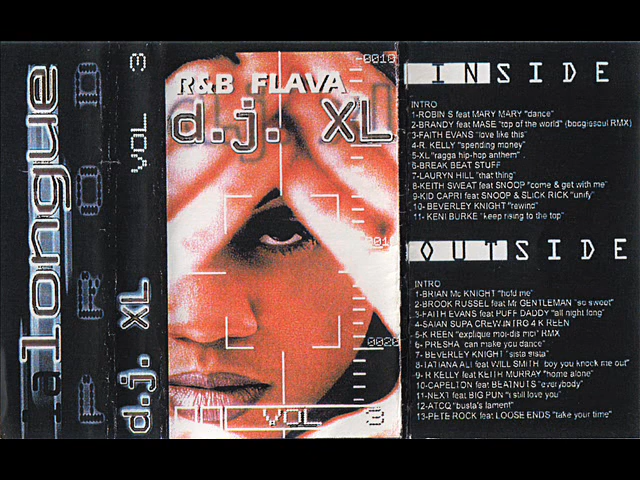 la longue
D.O.R.L
VOL 3
d.j. XL
R&B FLAVA
d.j. XL
-0010
-001
-0020
VOL 3
INSIDE
INTRO
1-ROBIN S feat MARY MARY "dance"
2-BRANDY feat MASE "top of the world" (boogiesoul RMX)
3-FAITH EVANS "love like this"
4-R. KELLY "spending money"
5-XL "ragga hip-hop anthem".
6-BREAK BEAT STUFF
7-LAURYN HILL "that thing"
8-KEITH SWEAT feat SNOOP "come & get with me"
9-KID CAPRI feat SNOOP & SLICK RICK "unify"
10- BEVERLEY KNIGHT "rewind"
11- KENI BURKE "keep rising to the top"
OUTSIDE
INTRO
1-BRIAN Mc KNIGHT "hold me"
2-BROOK RUSSEL feat Mr GENTLEMAN "so sweet"
3-FAITH EVANS feat PUFF DADDY "all night long"
4-SAIAN SUPA CREW INTRO 4 K REEN
5-K REEN "explique moi-dis moi" RMX
6- PRESHA can make you dance"
7- BEVERLEY KNIGHT "sista sista"
8-TATIANA ALI feat WILL SMITH boy you knock me out"
9- R KELLY feat KEITH MURRAY "home alone"
10-CAPELTON feat BEATNUTS "everybody"
11-NEXT feat BIG PUN "i still love you"
12-ATCQ "busta's lament"
13-PETE ROCK feat LOOSE ENDS "take your time"